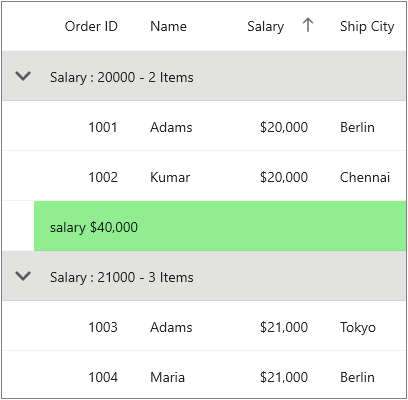 Order ID Name Salary Ship City
Salary : 20000 - 2 Items
1001 Adams $20,000 Berlin
1002 Kumar $20,000 Chennai
salary $40,000
Salary : 21000 - 3 Items
1003 Adams $21,000 Tokyo
1004 Maria $21,000 Berlin